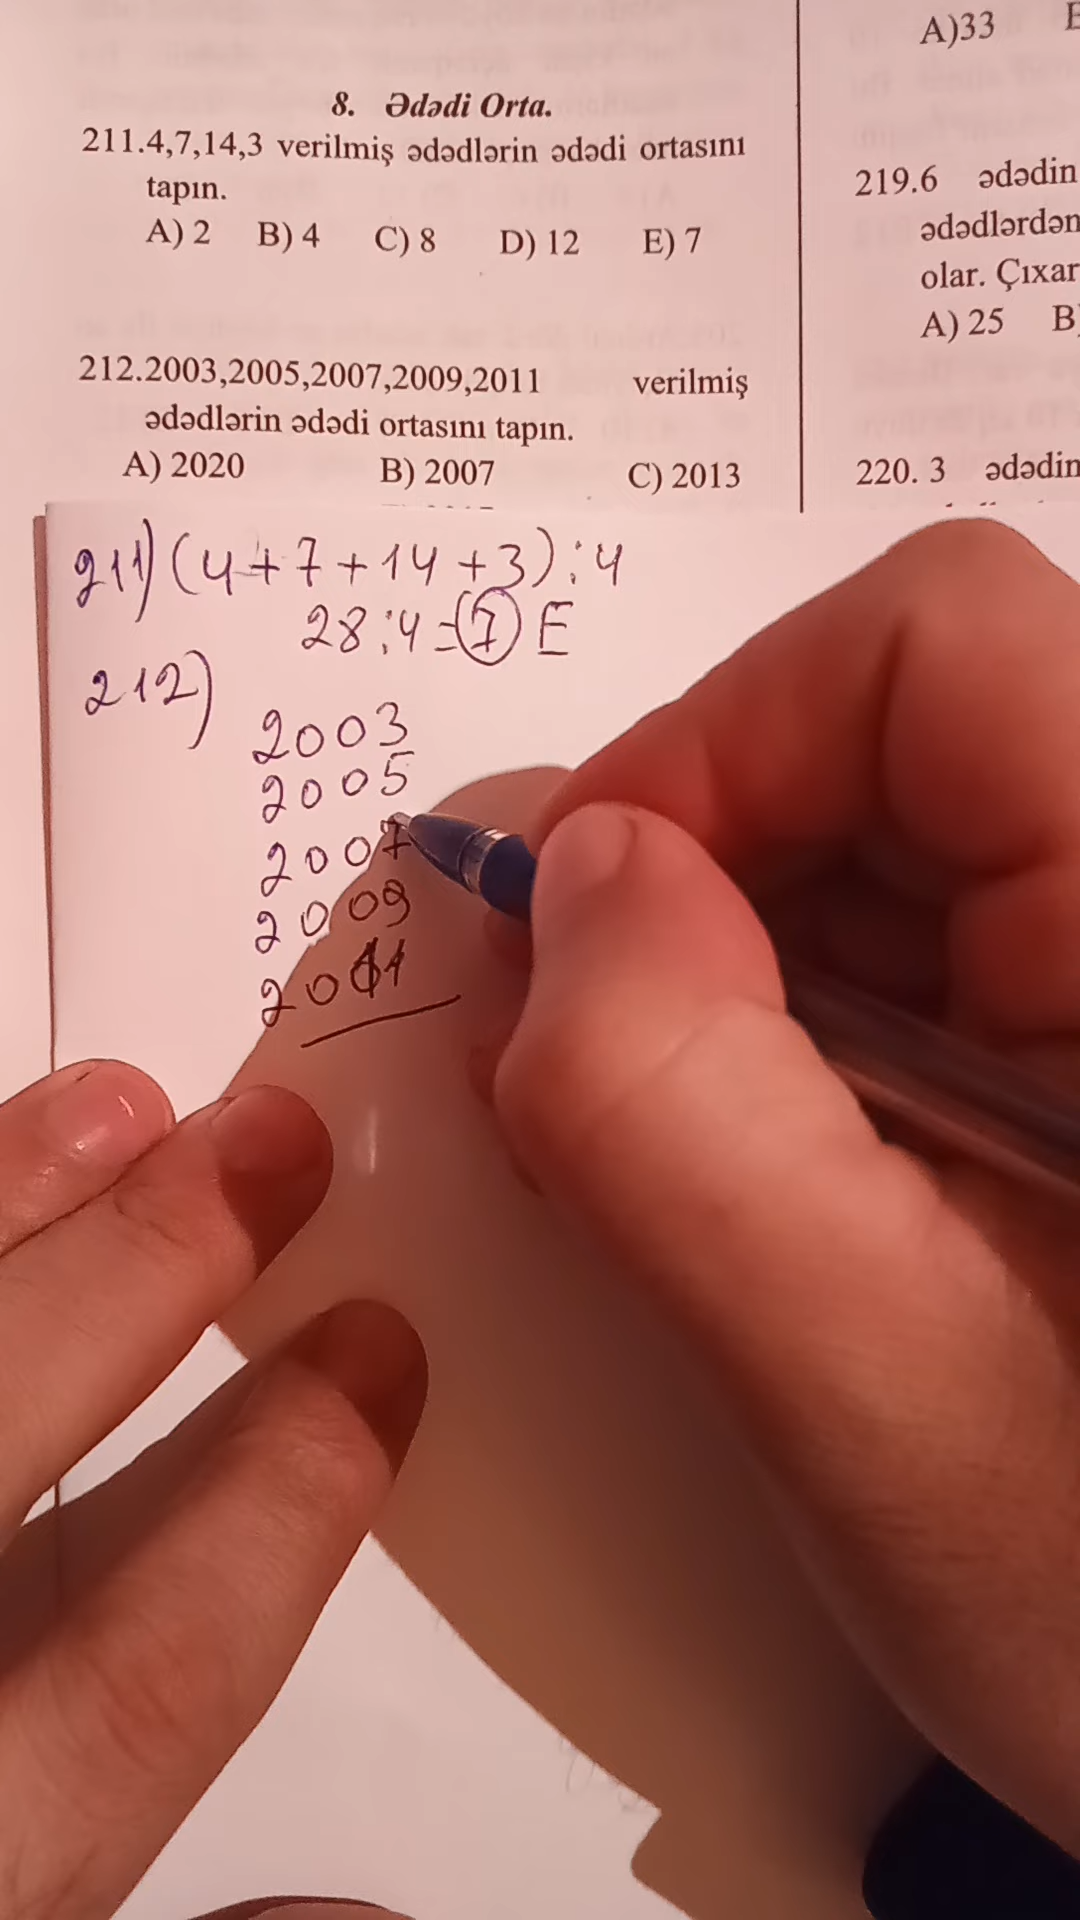 8. Ədədi Orta.
211.4,7,14,3 verilmiş ədədlərin ədədi ortasını
tapın.
A) 2 B) 4 C) 8 D) 12 E) 7
212.2003,2005,2007,2009,2011 verilmiş
ədədlərin ədədi ortasını tapın.
A) 2020 B) 2007 C) 2013
A)33
219.6 ədədin
ədədlərdən
olar. Çıxar
A) 25 B)
220. 3 ədədin
211) (4+7+14+3):4
28:4=7 E
212)
2003
2005
2007
2009
2011